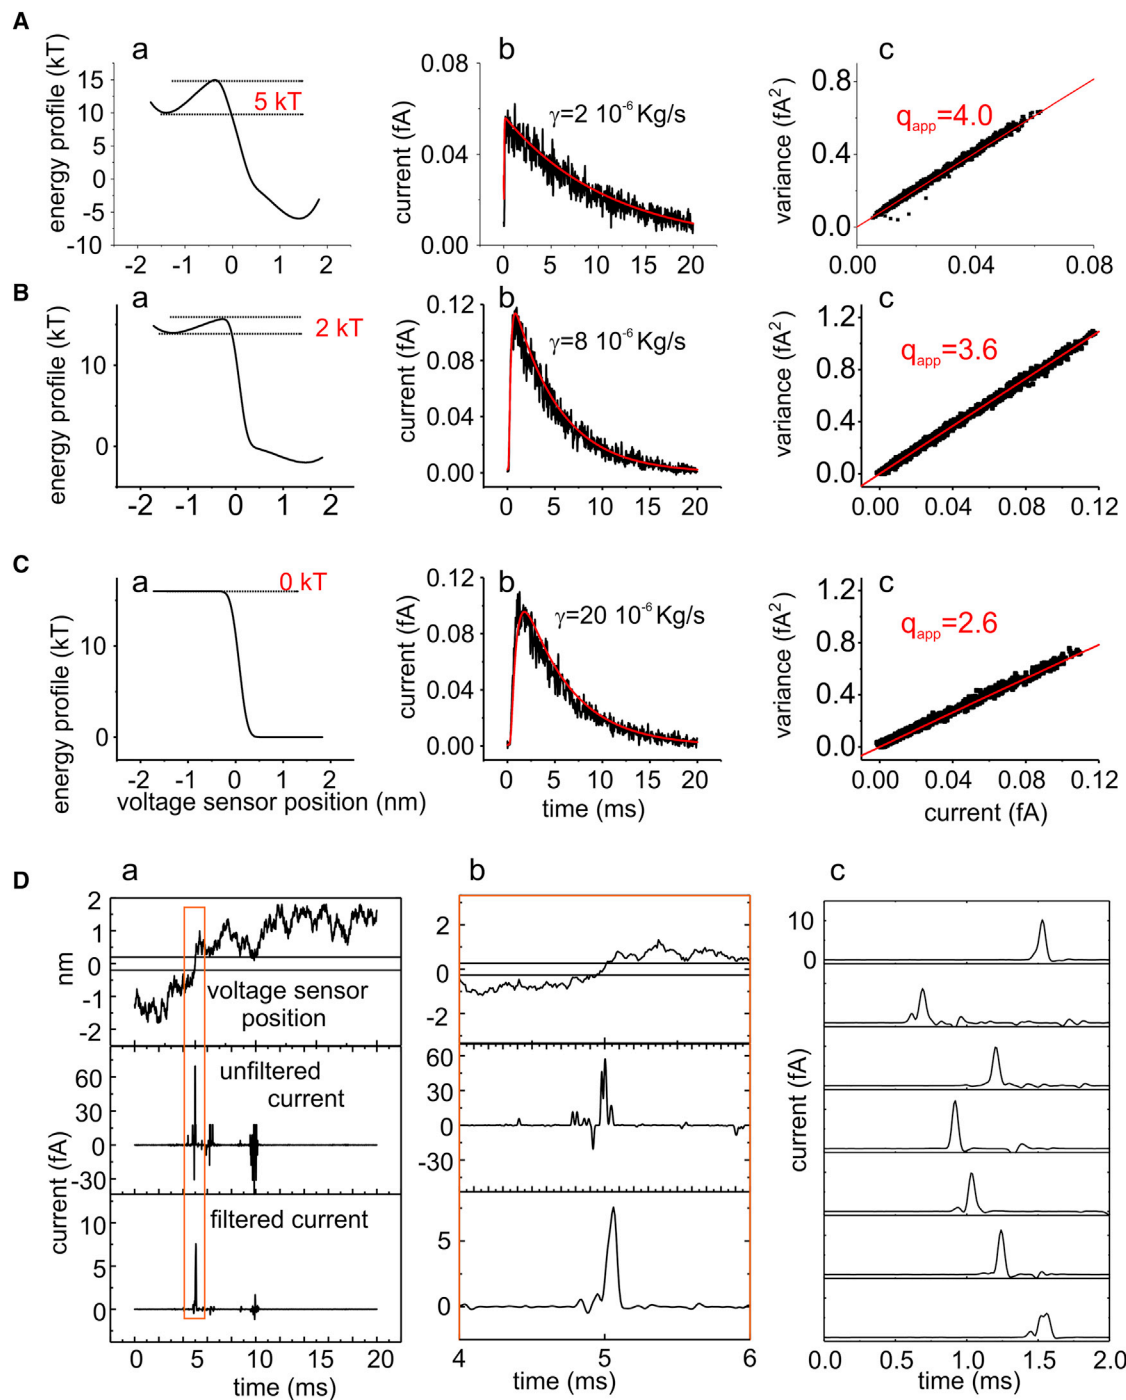 A
a
energy profile (kT)
15
10
5
0
-5
-10
5 kT
-2 -1 0 1 2
b
current (fA)
0.08
0.04
0.00
γ=2 10-6 Kg/s
0 5 10 15 20
c
variance (fA2)
0.8
0.4
0.0
qapp=4.0
0.00 0.04 0.08
B
a
energy profile (kT)
10
0
2 kT
-2 -1 0 1 2
b
current (fA)
0.12
0.08
0.04
0.00
γ=8 10-6 Kg/s
0 5 10 15 20
c
variance (fA2)
1.2
0.8
0.4
0.0
qapp=3.6
0.00 0.04 0.08 0.12
C
a
energy profile (kT)
10
0
0 kT
-2 -1 0 1 2
voltage sensor position (nm)
b
current (fA)
0.12
0.08
0.04
0.00
γ=20 10-6 Kg/s
0 5 10 15 20
time (ms)
c
variance (fA2)
1.2
0.8
0.4
0.0
qapp=2.6
0.00 0.04 0.08 0.12
current (fA)
D
a
nm
2
1
0
-1
-2
voltage sensor
position
60
30
0
-30
unfiltered
current
current (fA)
10
5
0
filtered current
0 5 10 15 20
time (ms)
b
2
0
-2
60
30
0
-30
5
0
4 5 6
time (ms)
c
10
0
current (fA)
0.0 0.5 1.0 1.5 2.0
time (ms)